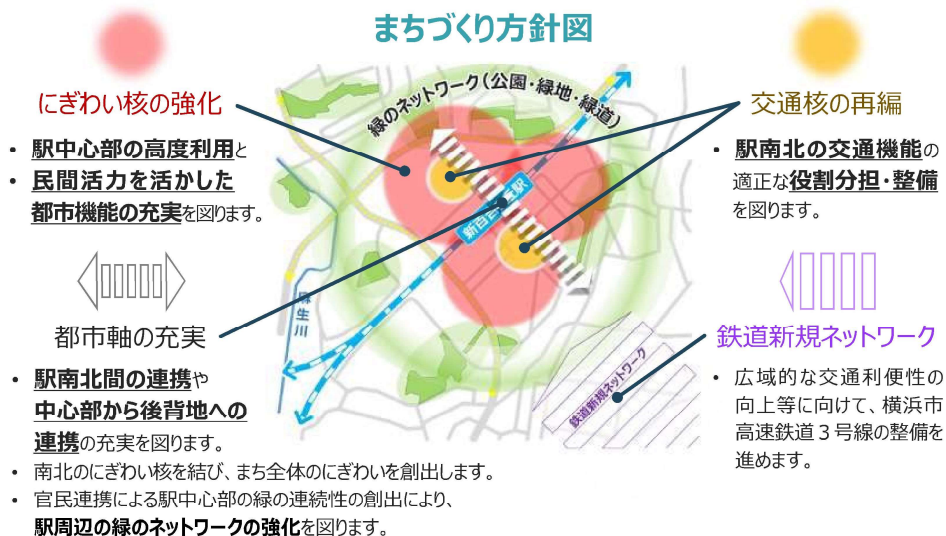 まちづくり方針図
にぎわい核の強化
・ 駅中心部の高度利用と
・ 民間活力を活かした
都市機能の充実を図ります。
都市軸の充実
・ 駅南北間の連携や
中心部から後背地への
連携の充実を図ります。
・ 南北のにぎわい核を結び、まち全体のにぎわいを創出します。
・ 官民連携による駅中心部の緑の連続性の創出により、
駅周辺の緑のネットワークの強化を図ります。
緑のネットワーク(公園・緑地・緑道)
麻生川
鉄道新規ネットワーク
交通核の再編
・ 駅南北の交通機能の
適正な役割分担・整備
を図ります。
鉄道新規ネットワーク
・ 広域的な交通利便性の
向上等に向けて、横浜市
高速鉄道3号線の整備を
進めます。